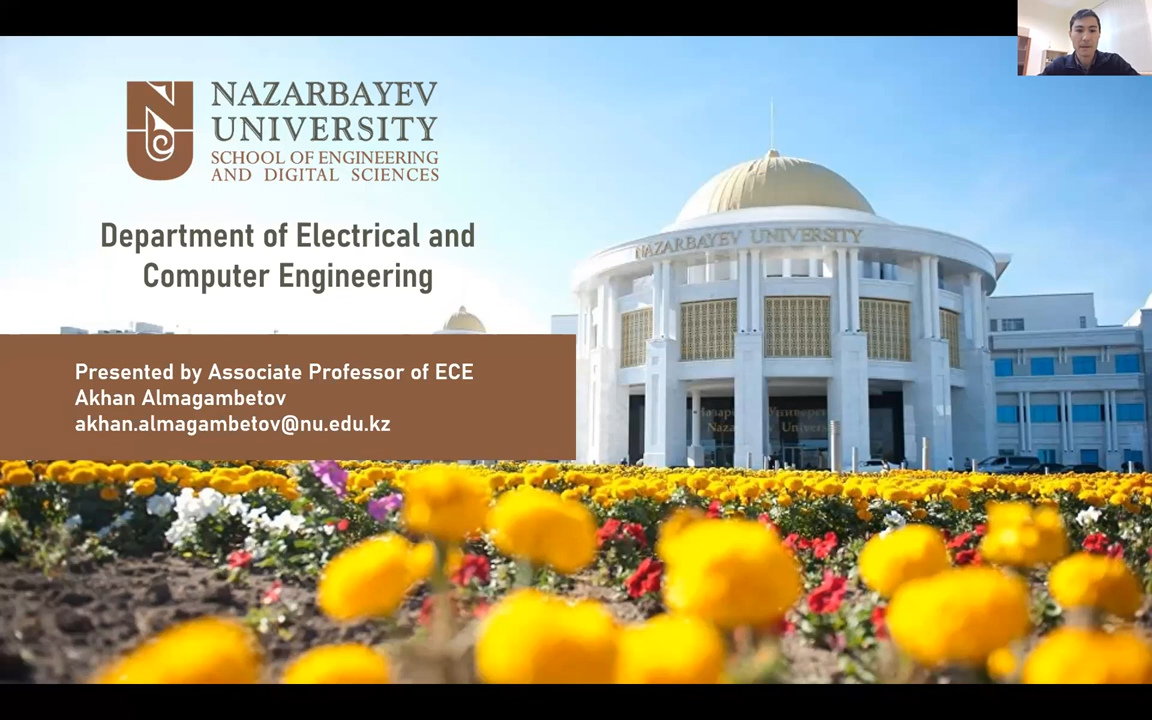 NAZARBAYEV
UNIVERSITY
SCHOOL OF ENGINEERING
AND DIGITAL SCIENCES
Department of Electrical and
Computer Engineering
NAZARBAYEV UNIVERSITY
Presented by Associate Professor of ECE
Akhan Almagambetov
akhan.almagambetov@nu.edu.kz